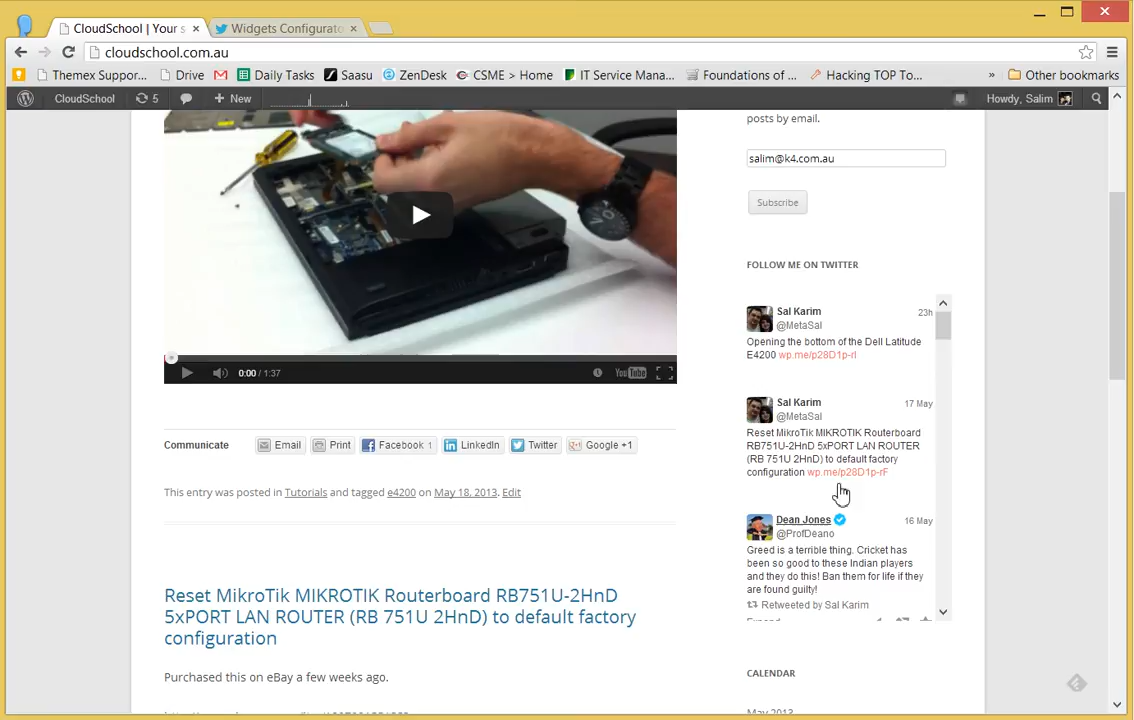 CloudSchool | Your s
Widgets Configurato
cloudschool.com.au
Themex Suppor...
Drive
Daily Tasks
Saasu
ZenDesk
CSME > Home
IT Service Mana...
Foundations of ...
Hacking TOP To...
»
Other bookmarks
CloudSchool
5
+ New
Howdy, Salim
posts by email.
salim@k4.com.au
Subscribe
FOLLOW ME ON TWITTER
Sal Karim
23h
@MetaSal
Opening the bottom of the Dell Latitude
E4200 wp.me/p28D1p-rI
Sal Karim
17 May
@MetaSal
Reset MikroTik MIKROTIK Routerboard
RB751U-2HnD 5xPORT LAN ROUTER
(RB 751U 2HnD) to default factory
configuration wp.me/p28D1p-rF
Dean Jones
16 May
@ProfDeano
Greed is a terrible thing. Cricket has
been so good to these Indian players
and they do this! Ban them for life if they
are found guilty!
Retweeted by Sal Karim
CALENDAR
May 2013
0:00 / 1:37
YouTube
Communicate
Email
Print
Facebook 1
LinkedIn
Twitter
Google +1
This entry was posted in Tutorials and tagged e4200 on May 18, 2013. Edit
Reset MikroTik MIKROTIK Routerboard RB751U-2HnD
5xPORT LAN ROUTER (RB 751U 2HnD) to default factory
configuration
Purchased this on eBay a few weeks ago.